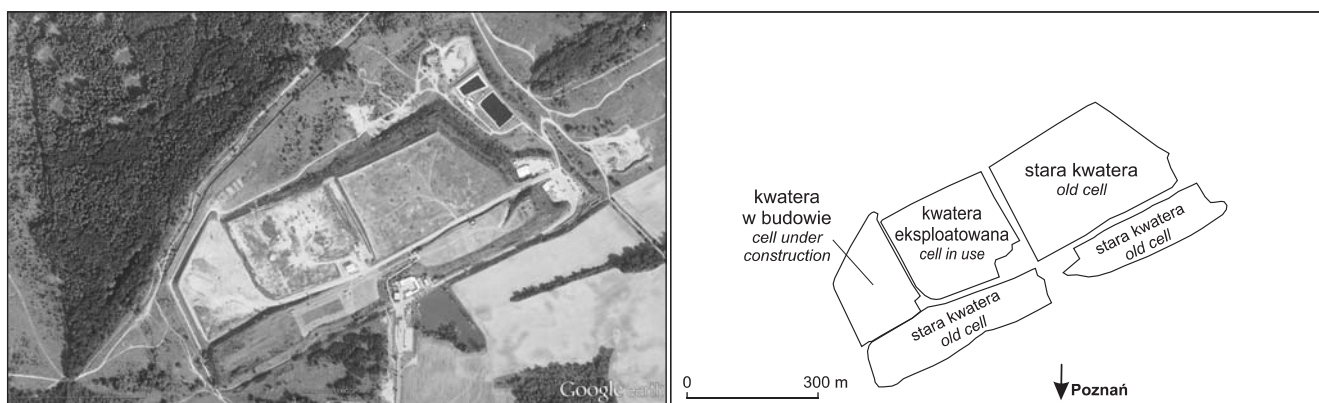 Google earth
stara kwatera
old cell
kwatera
w budowie
cell under
construction
kwatera
eksploatowana
cell in use
stara kwatera
old cell
stara kwatera
old cell
0 300 m
Poznań